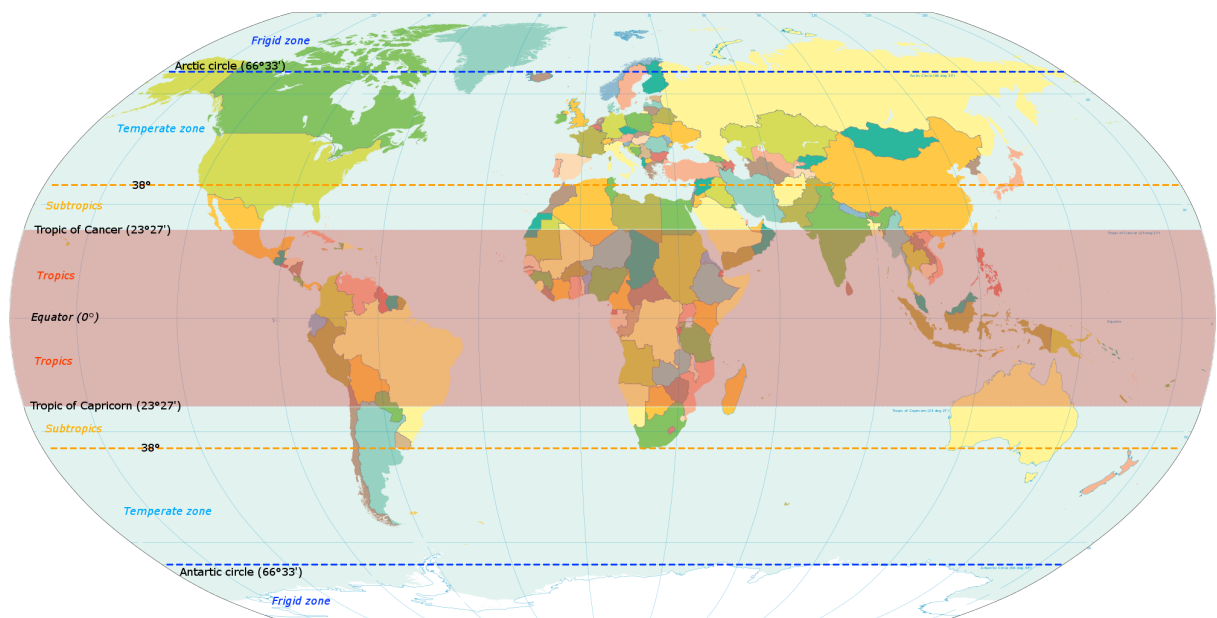 Frigid zone
Arctic circle (66°33')
Temperate zone
38°
Subtropics
Tropic of Cancer (23°27')
Tropics
Equator (0°)
Tropics
Tropic of Capricorn (23°27')
Subtropics
38°
Temperate zone
Antartic circle (66°33')
Frigid zone